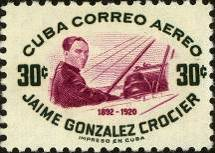 CUBA CORREO AEREO
30¢ 30¢
1892 - 1920
JAIME GONZALEZ CROCIER
IMPRESO EN CUBA